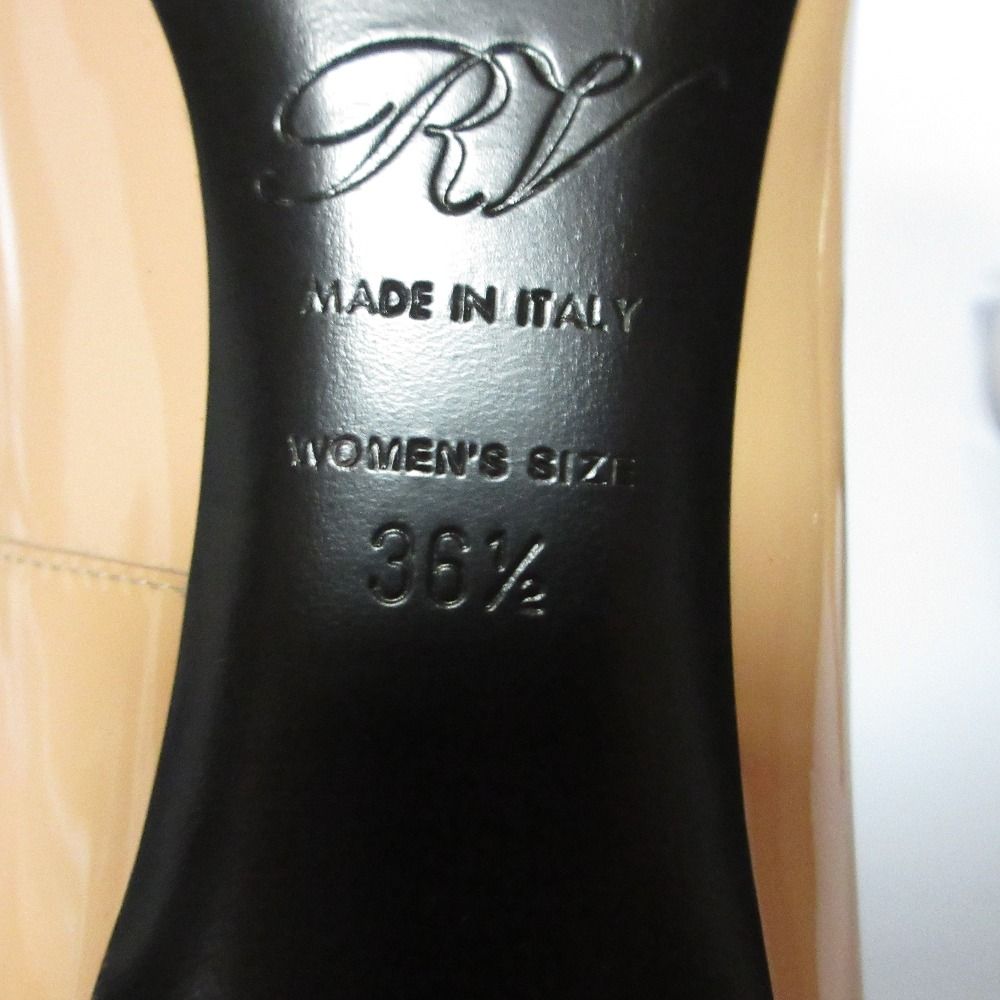 RV
MADE IN ITALY
WOMEN'S SIZE
36½